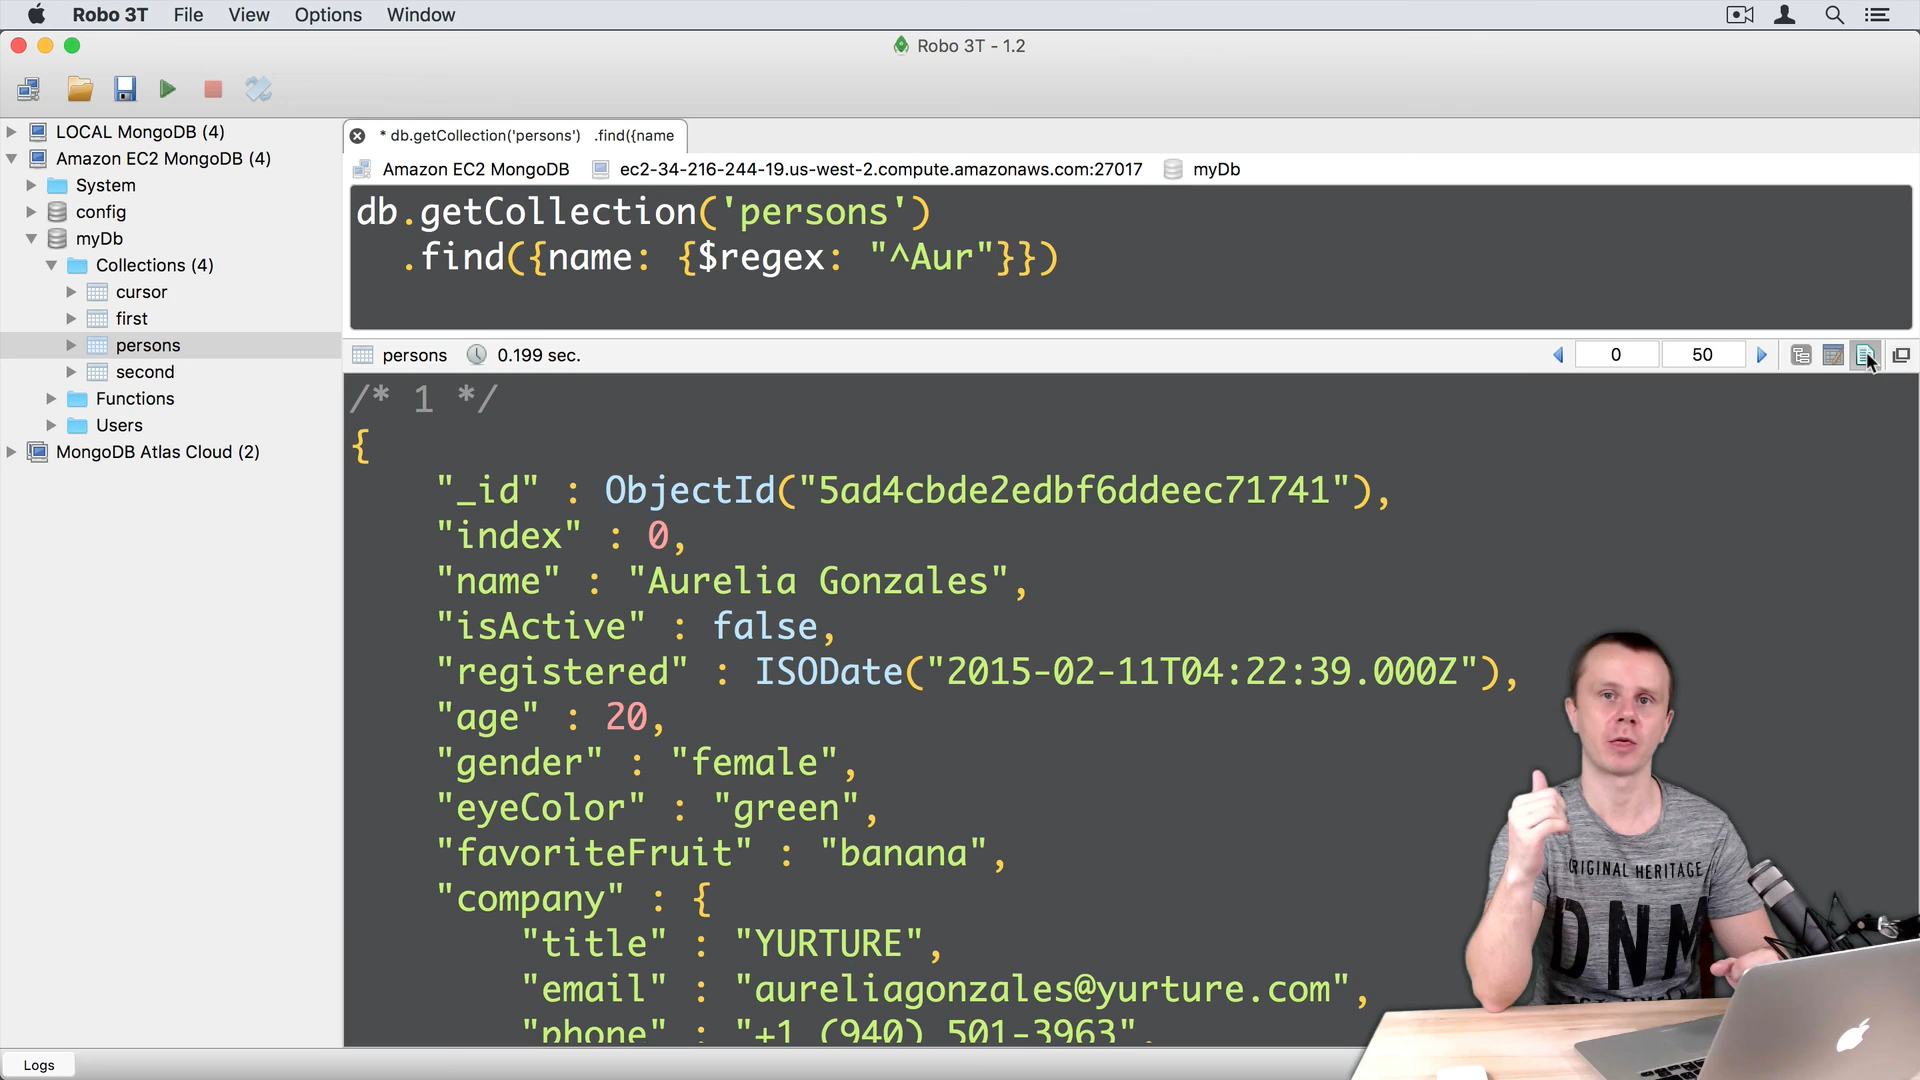 Robo 3T File View Options Window
Robo 3T - 1.2
LOCAL MongoDB (4)
Amazon EC2 MongoDB (4)
System
config
myDb
Collections (4)
cursor
first
persons
second
Functions
Users
MongoDB Atlas Cloud (2)
* db.getCollection('persons') .find({name
Amazon EC2 MongoDB ec2-34-216-244-19.us-west-2.compute.amazonaws.com:27017 myDb
db.getCollection('persons')
.find({name: {$regex: "^Aur"}})
persons 0.199 sec. 0 50
/* 1 */
{
"_id" : ObjectId("5ad4cbde2edbf6ddeec71741"),
"index" : 0,
"name" : "Aurelia Gonzales",
"isActive" : false,
"registered" : ISODate("2015-02-11T04:22:39.000Z"),
"age" : 20,
"gender" : "female",
"eyeColor" : "green",
"favoriteFruit" : "banana",
"company" : {
"title" : "YURTURE",
"email" : "aureliagonzales@yurture.com",
"phone" : "+1 (940) 501-3963",
ORIGINAL HERITAGE
DNM
Logs